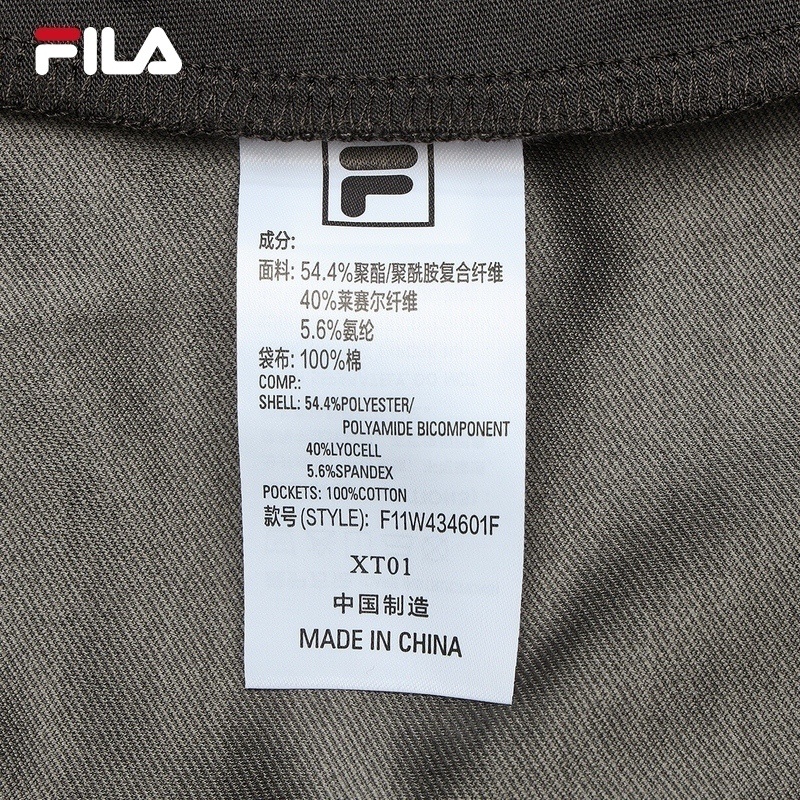 FILA
F
成分:
面料: 54.4%聚酯/聚酰胺复合纤维
40%莱赛尔纤维
5.6%氨纶
袋布: 100%棉
COMP.:
SHELL: 54.4%POLYESTER/
POLYAMIDE BICOMPONENT
40%LYOCELL
5.6%SPANDEX
POCKETS: 100%COTTON
款号(STYLE): F11W434601F
XT01
中国制造
MADE IN CHINA